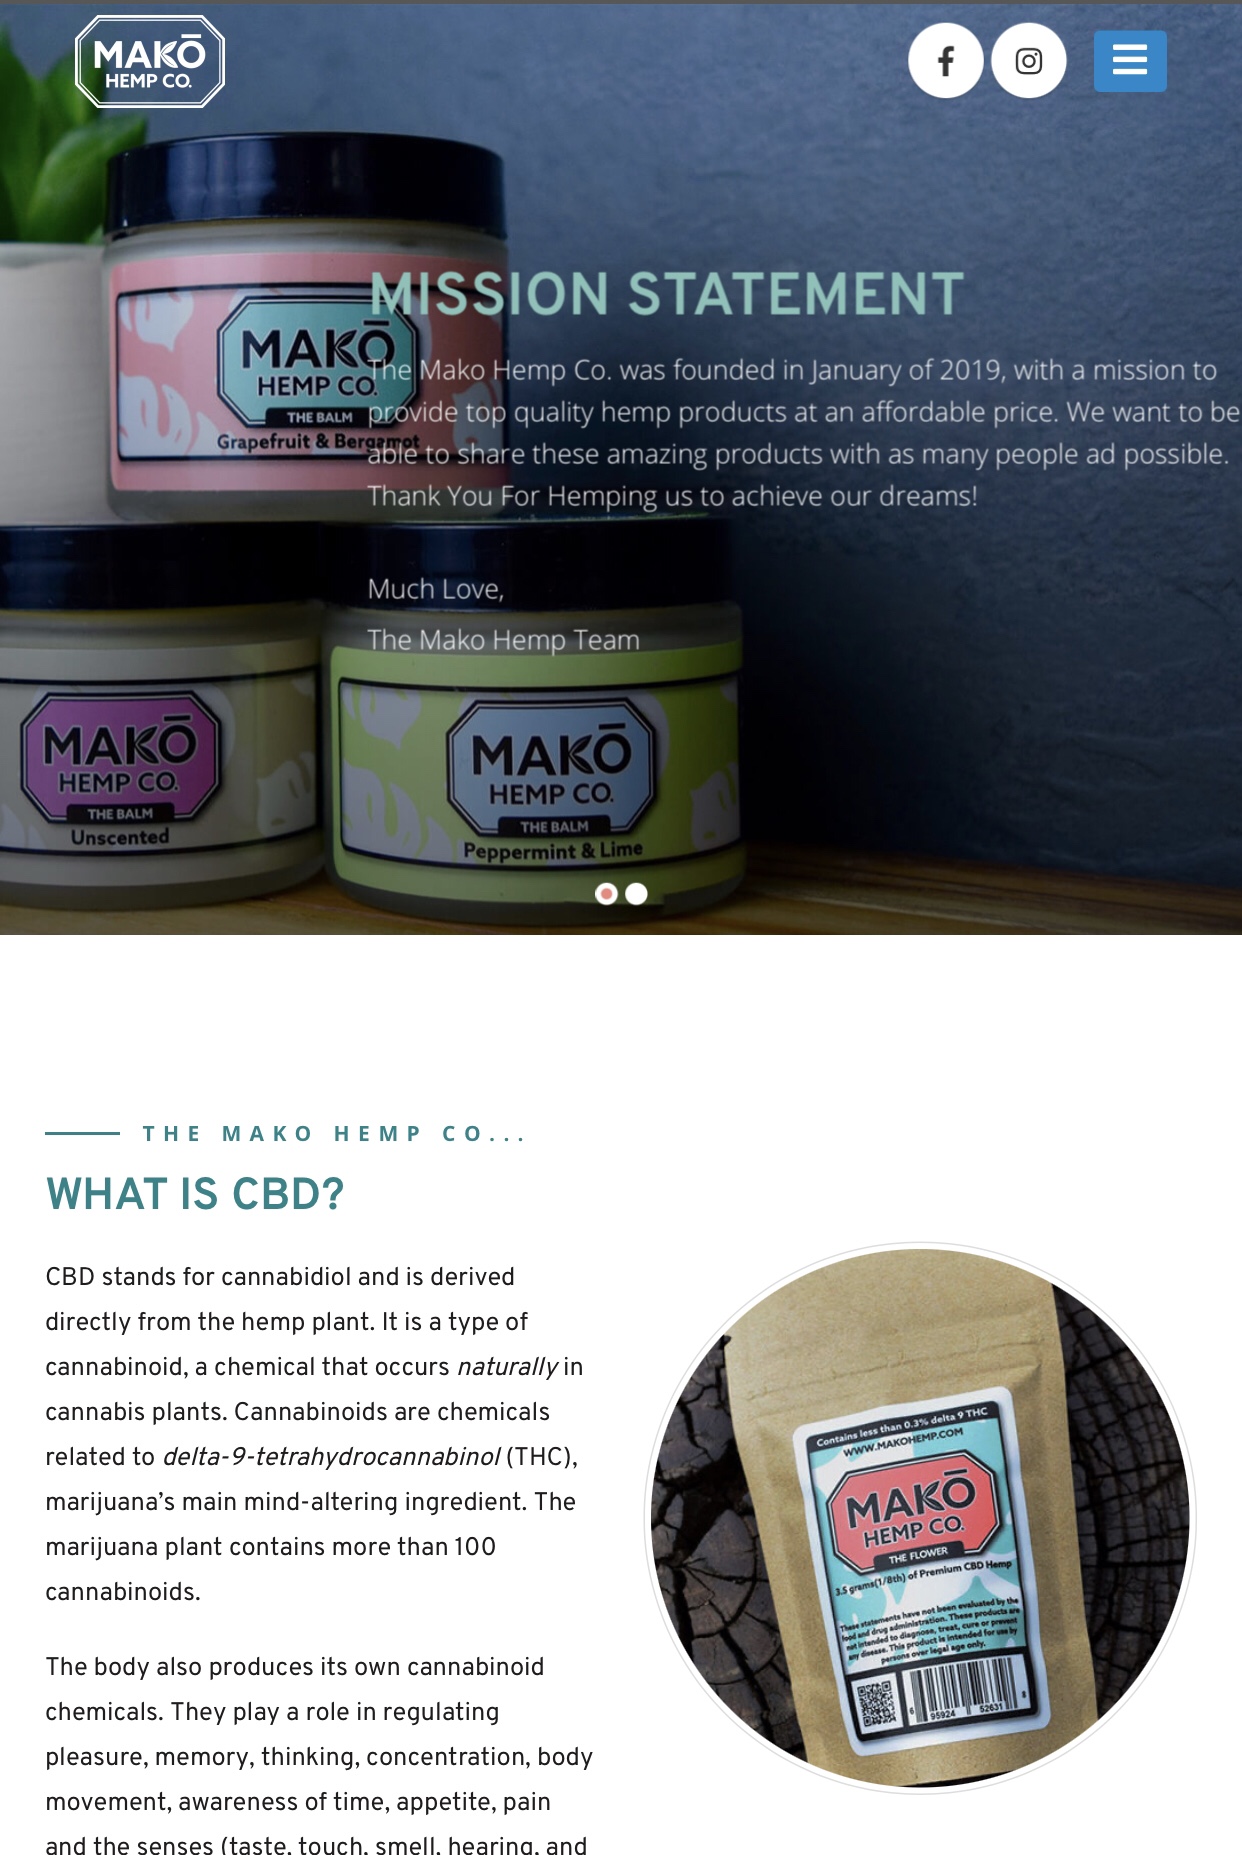 MAKŌ
HEMP CO.
MISSION STATEMENT
The Mako Hemp Co. was founded in January of 2019, with a mission to
provide top quality hemp products at an affordable price. We want to be
able to share these amazing products with as many people ad possible.
Thank You For Hemping us to achieve our dreams!
Much Love,
The Mako Hemp Team
MAKŌ
HEMP CO.
THE BALM
Grapefruit & Bergamot
MAKŌ
HEMP CO.
THE BALM
Unscented
MAKŌ
HEMP CO.
THE BALM
Peppermint & Lime
THE MAKO HEMP CO...
WHAT IS CBD?
CBD stands for cannabidiol and is derived
directly from the hemp plant. It is a type of
cannabinoid, a chemical that occurs naturally in
cannabis plants. Cannabinoids are chemicals
related to delta-9-tetrahydrocannabinol (THC),
marijuana’s main mind-altering ingredient. The
marijuana plant contains more than 100
cannabinoids.
The body also produces its own cannabinoid
chemicals. They play a role in regulating
pleasure, memory, thinking, concentration, body
movement, awareness of time, appetite, pain
and the senses (taste, touch, smell, hearing, and
Contains less than 0.3% delta 9 THC
WWW.MAKOHEMP.COM
MAKŌ
HEMP CO.
THE FLOWER
3.5 grams(1/8th) of Premium CBD Hemp
These statements have not been evaluated by the
food and drug administration. These products are
not intended to diagnose, treat, cure or prevent
any disease. This product is intended for use by
persons over legal age only.
6 95924 52631 8